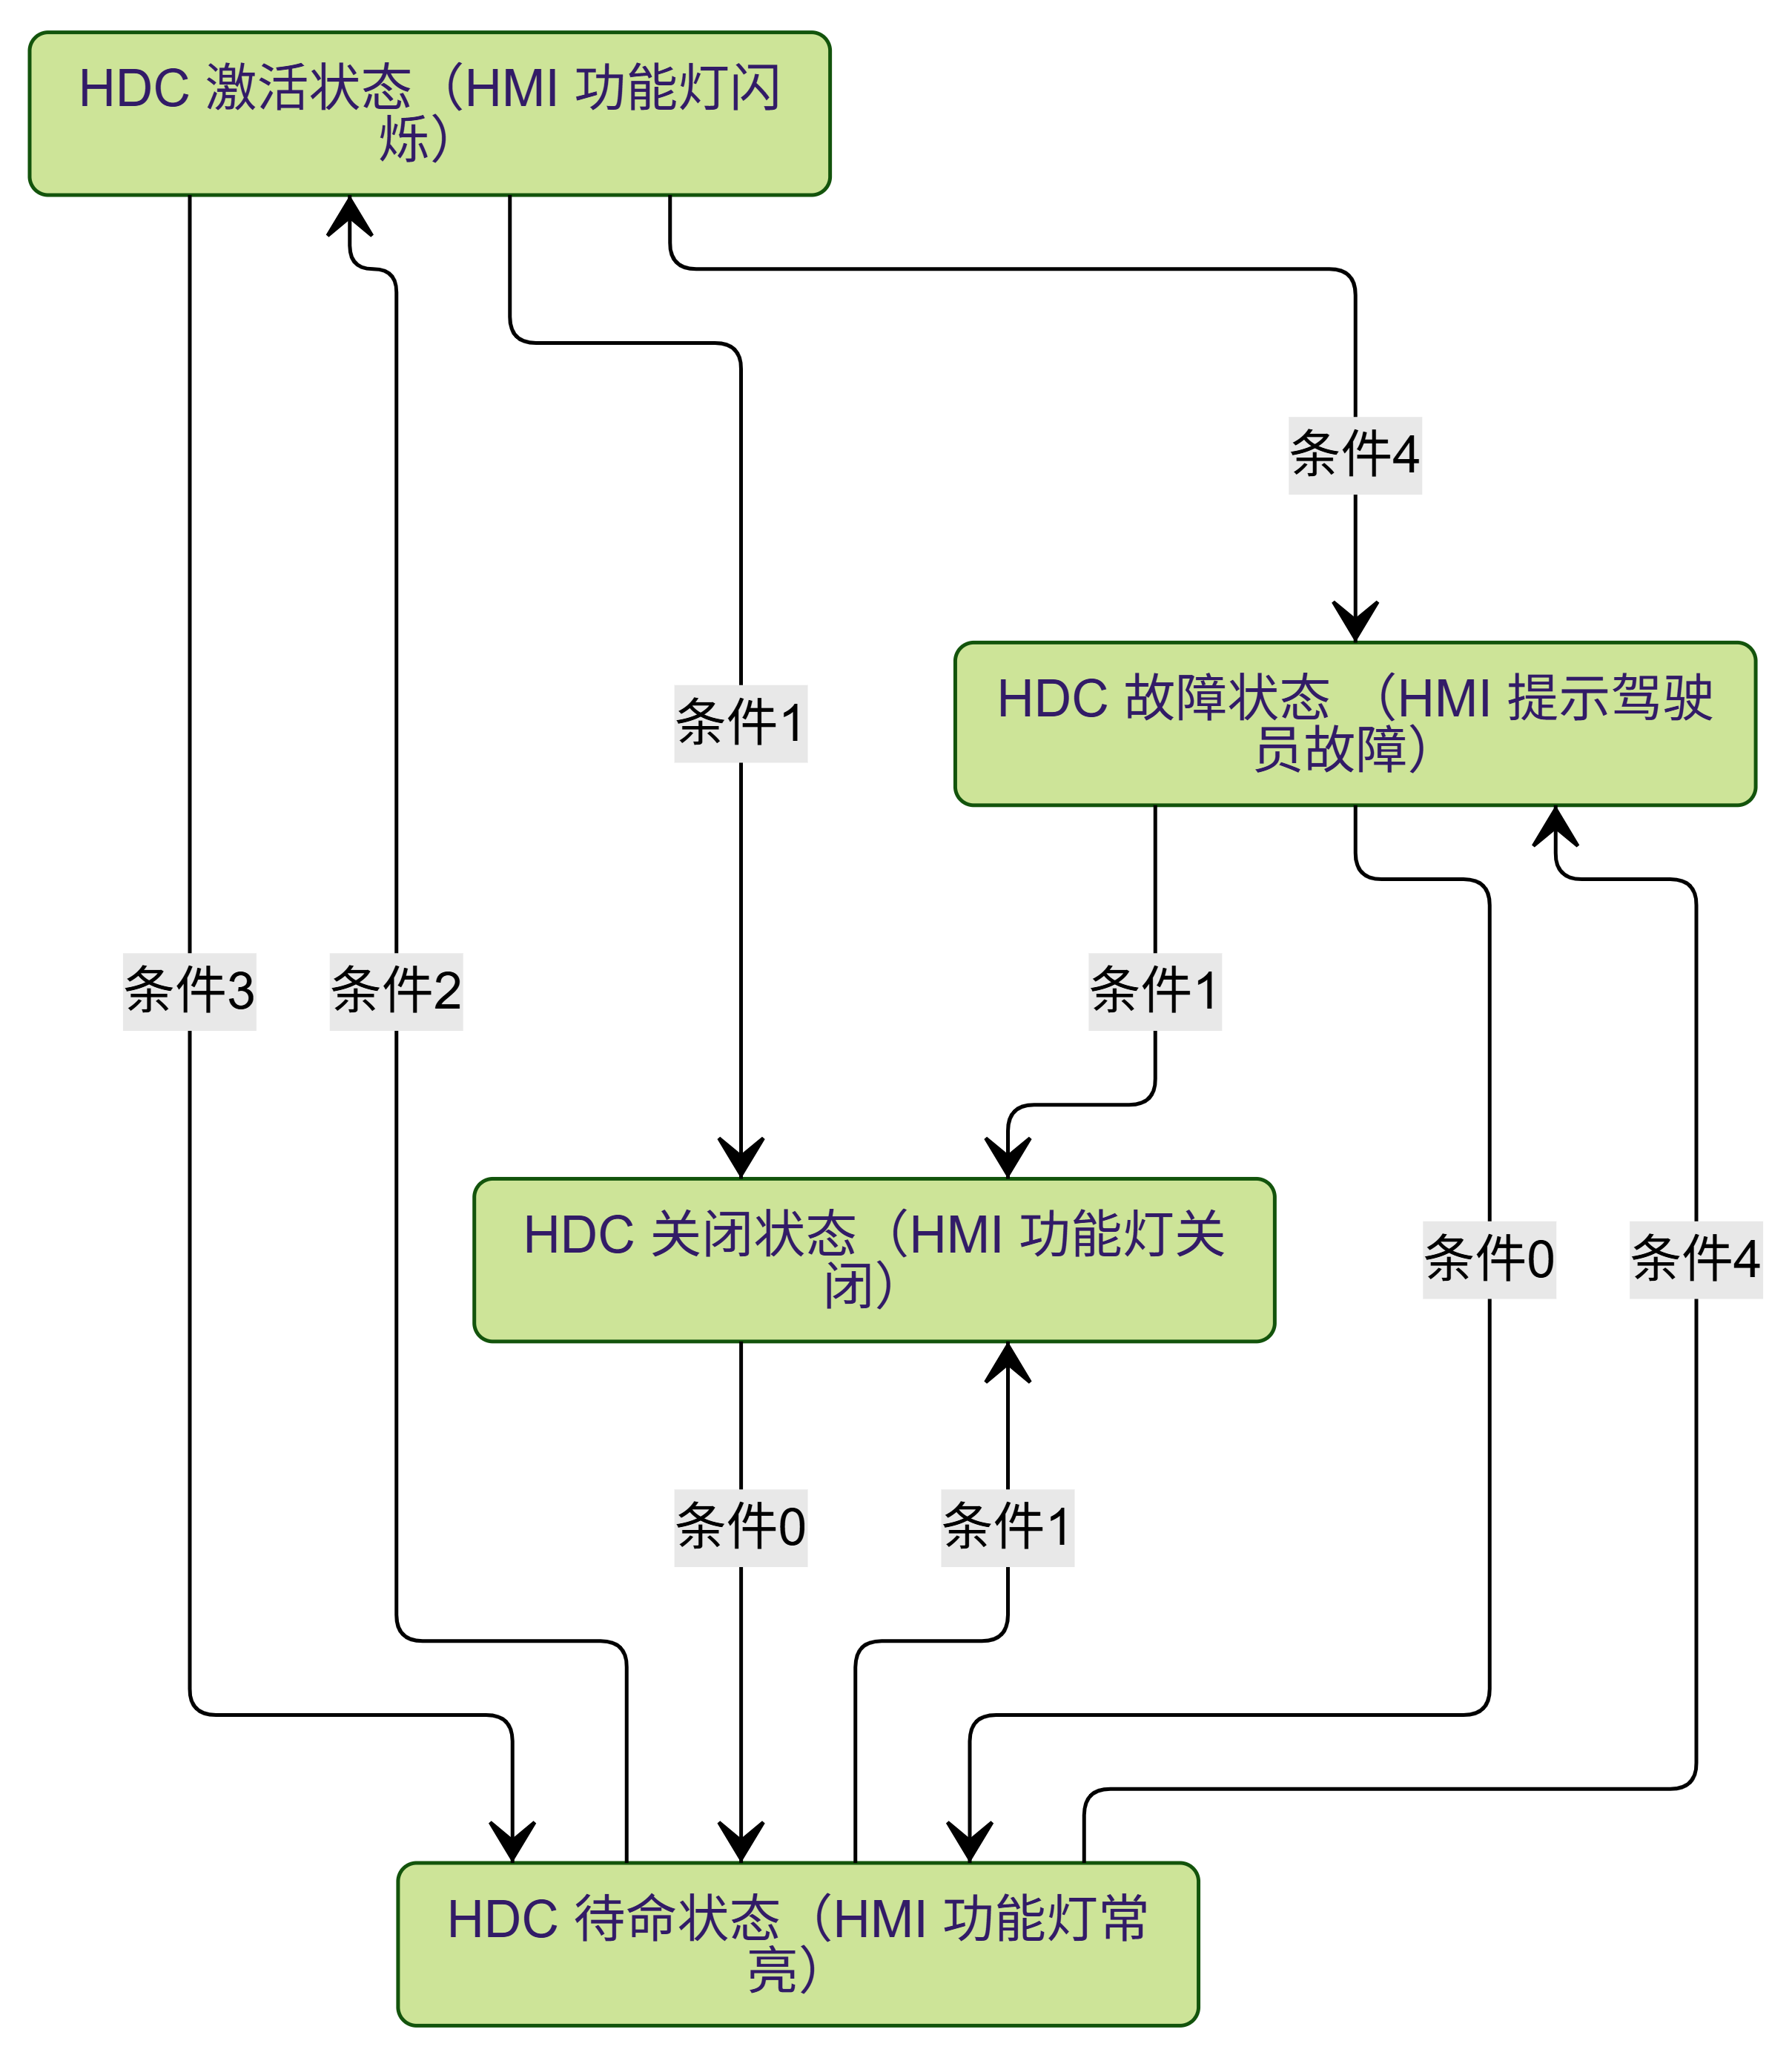 HDC 激活状态（HMI 功能灯闪
烁）
条件4
HDC 故障状态 （HMI 提示驾驶
员故障）
条件1
条件3
条件2
条件1
HDC 关闭状态（HMI 功能灯关
闭）
条件0
条件4
条件0
条件1
HDC 待命状态（HMI 功能灯常
亮）